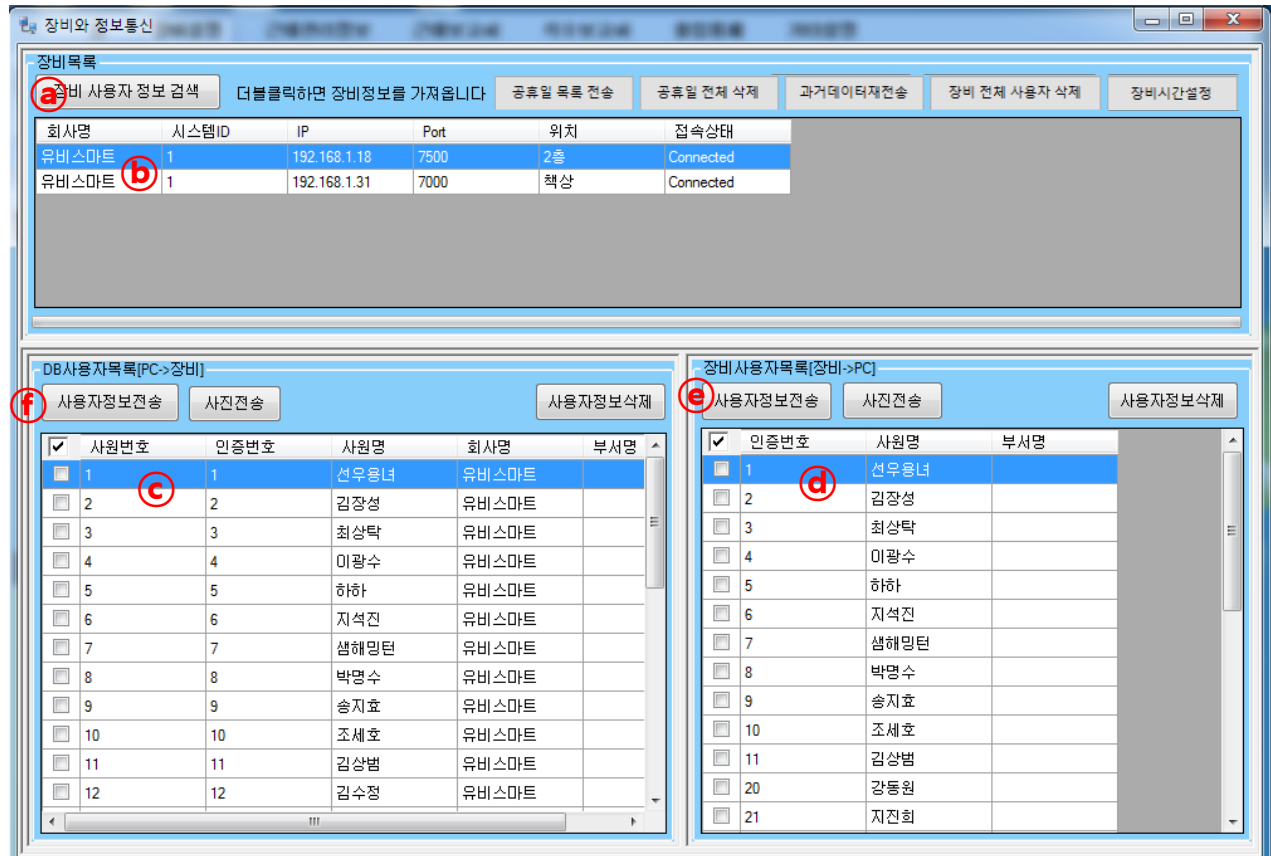 장비와 정보통신
장비목록
ⓐ 장비 사용자 정보 검색 더블클릭하면 장비정보를 가져옵니다 공휴일 목록 전송 공휴일 전체 삭제 과거데이터재전송 장비 전체 사용자 삭제 장비시간설정
회사명 시스템ID IP Port 위치 접속상태
유비스마트 1 192.168.1.18 7500 2층 Connected
ⓑ
유비스마트 1 192.168.1.31 7000 책상 Connected
DB사용자목록[PC->장비]
ⓕ 사용자정보전송 사진전송 사용자정보삭제
사원번호 인증번호 사원명 회사명 부서명
1 1 선우용녀 유비스마트
ⓒ
2 2 김장성 유비스마트
3 3 최상탁 유비스마트
4 4 이광수 유비스마트
5 5 하하 유비스마트
6 6 지석진 유비스마트
7 7 샘해밍턴 유비스마트
8 8 박명수 유비스마트
9 9 송지효 유비스마트
10 10 조세호 유비스마트
11 11 김상범 유비스마트
12 12 김수정 유비스마트
장비사용자목록[장비->PC]
ⓔ 사용자정보전송 사진전송 사용자정보삭제
인증번호 사원명 부서명
1 선우용녀
ⓓ
2 김장성
3 최상탁
4 이광수
5 하하
6 지석진
7 샘해밍턴
8 박명수
9 송지효
10 조세호
11 김상범
20 강동원
21 지진희